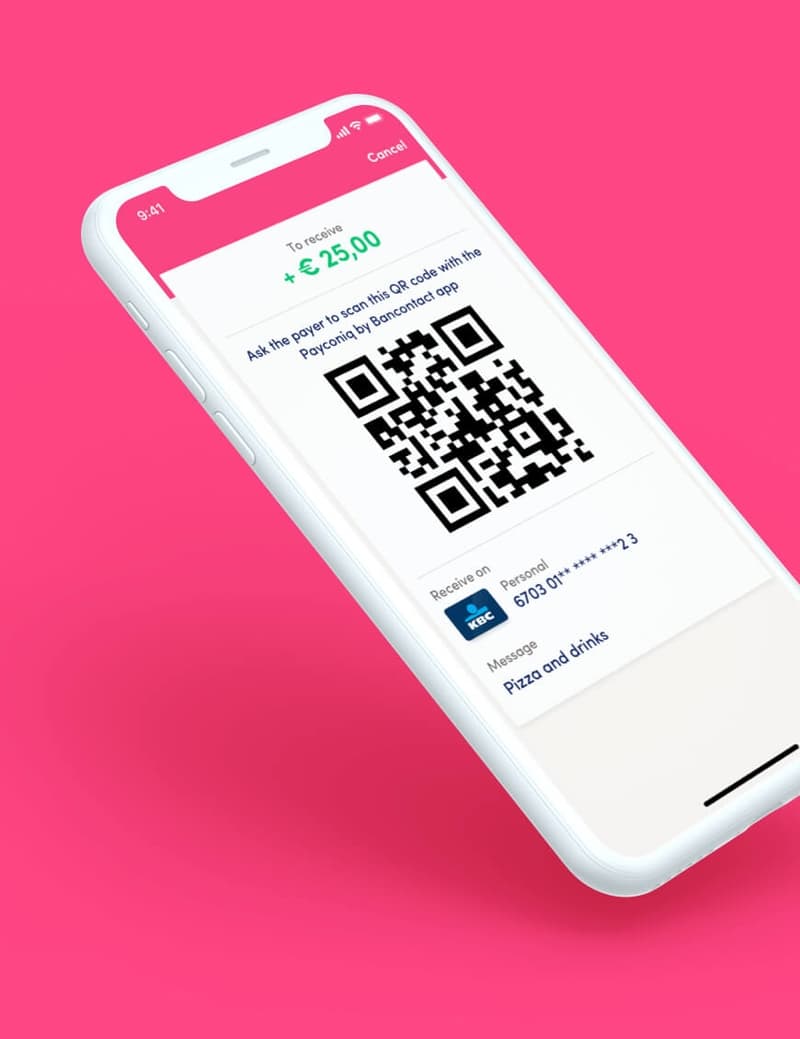 9:41
Cancel
To receive
+ € 25,00
Ask the payer to scan this QR code with the
Payconiq by Bancontact app
Receive on
KBC
Personal
6703 01** **** ***2 3
Message
Pizza and drinks